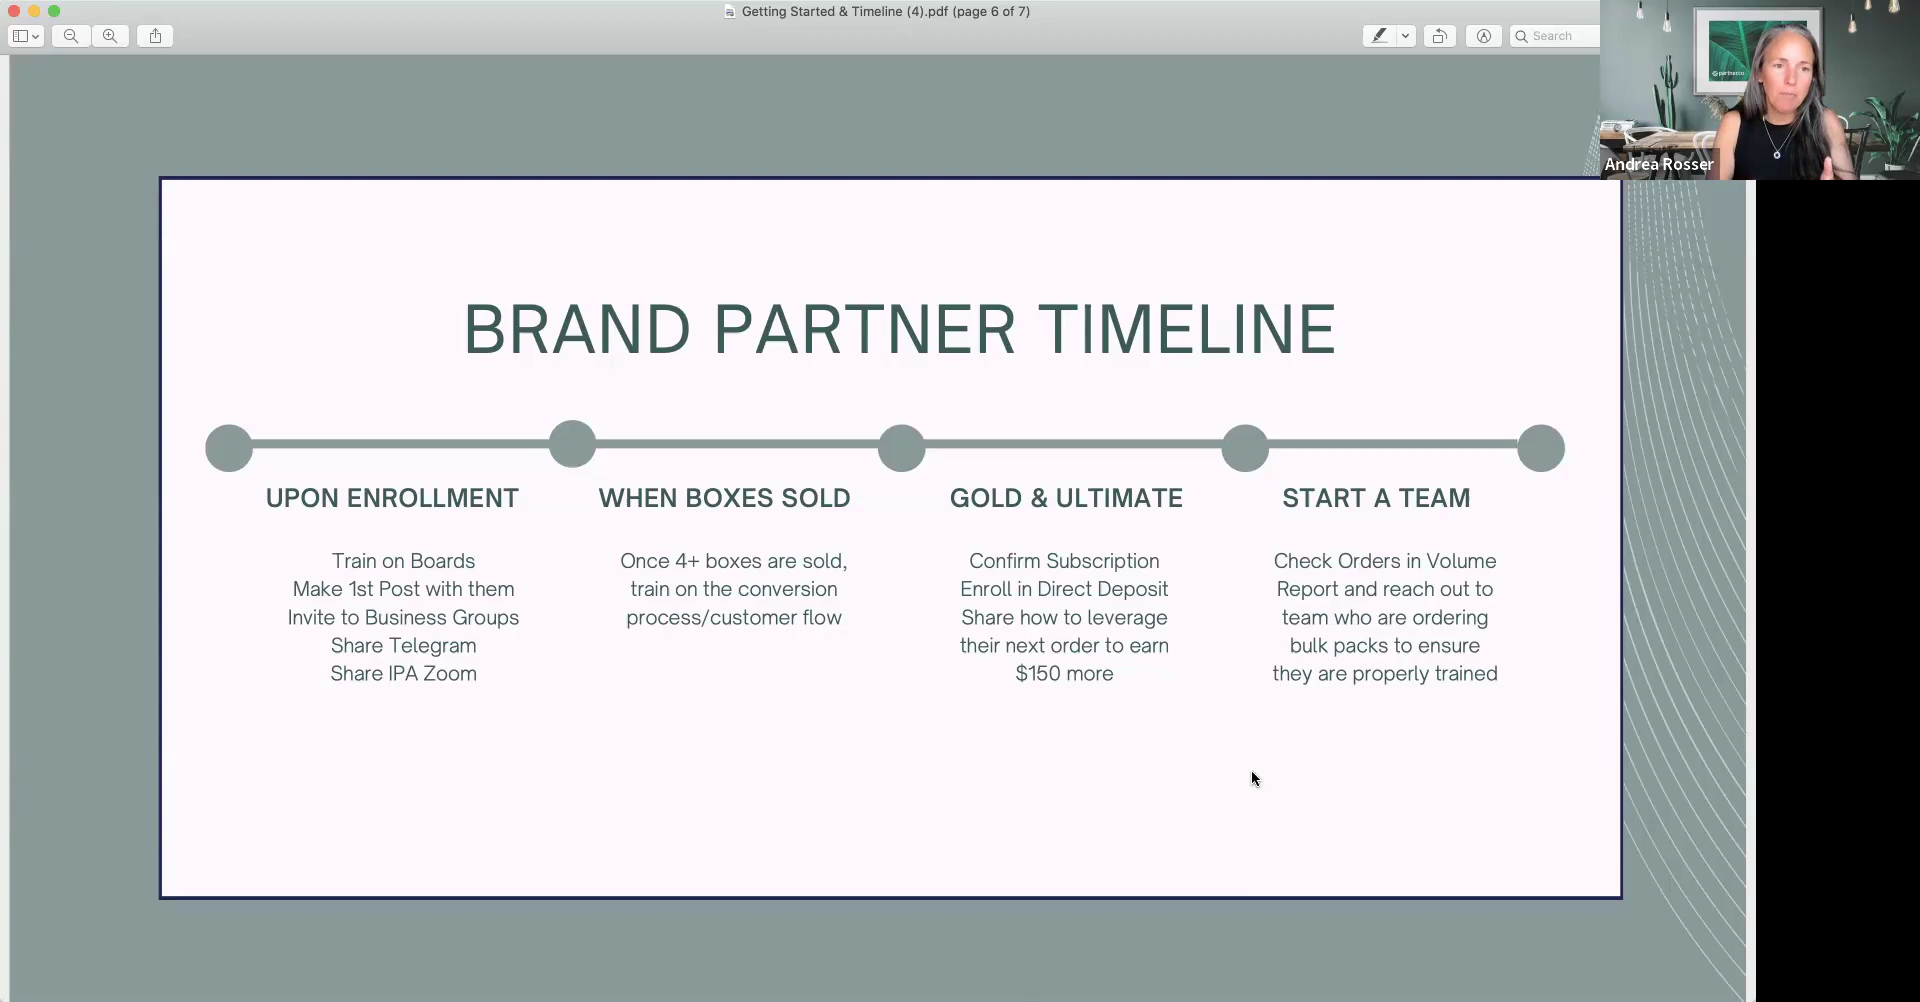 Getting Started & Timeline (4).pdf (page 6 of 7)
Search
partner.co
Andrea Rosser
BRAND PARTNER TIMELINE
UPON ENROLLMENT
Train on Boards
Make 1st Post with them
Invite to Business Groups
Share Telegram
Share IPA Zoom
WHEN BOXES SOLD
Once 4+ boxes are sold,
train on the conversion
process/customer flow
GOLD & ULTIMATE
Confirm Subscription
Enroll in Direct Deposit
Share how to leverage
their next order to earn
$150 more
START A TEAM
Check Orders in Volume
Report and reach out to
team who are ordering
bulk packs to ensure
they are properly trained